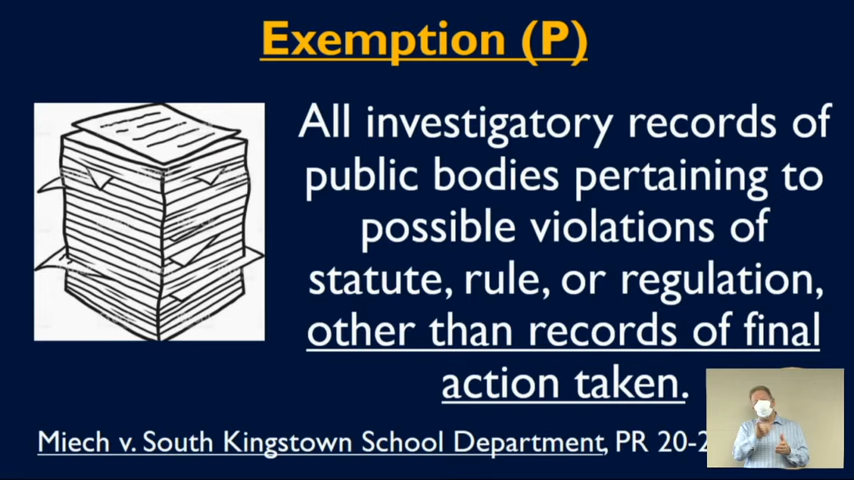 Exemption (P)
All investigatory records of
public bodies pertaining to
possible violations of
statute, rule, or regulation,
other than records of final
action taken.
Miech v. South Kingstown School Department, PR 20-2